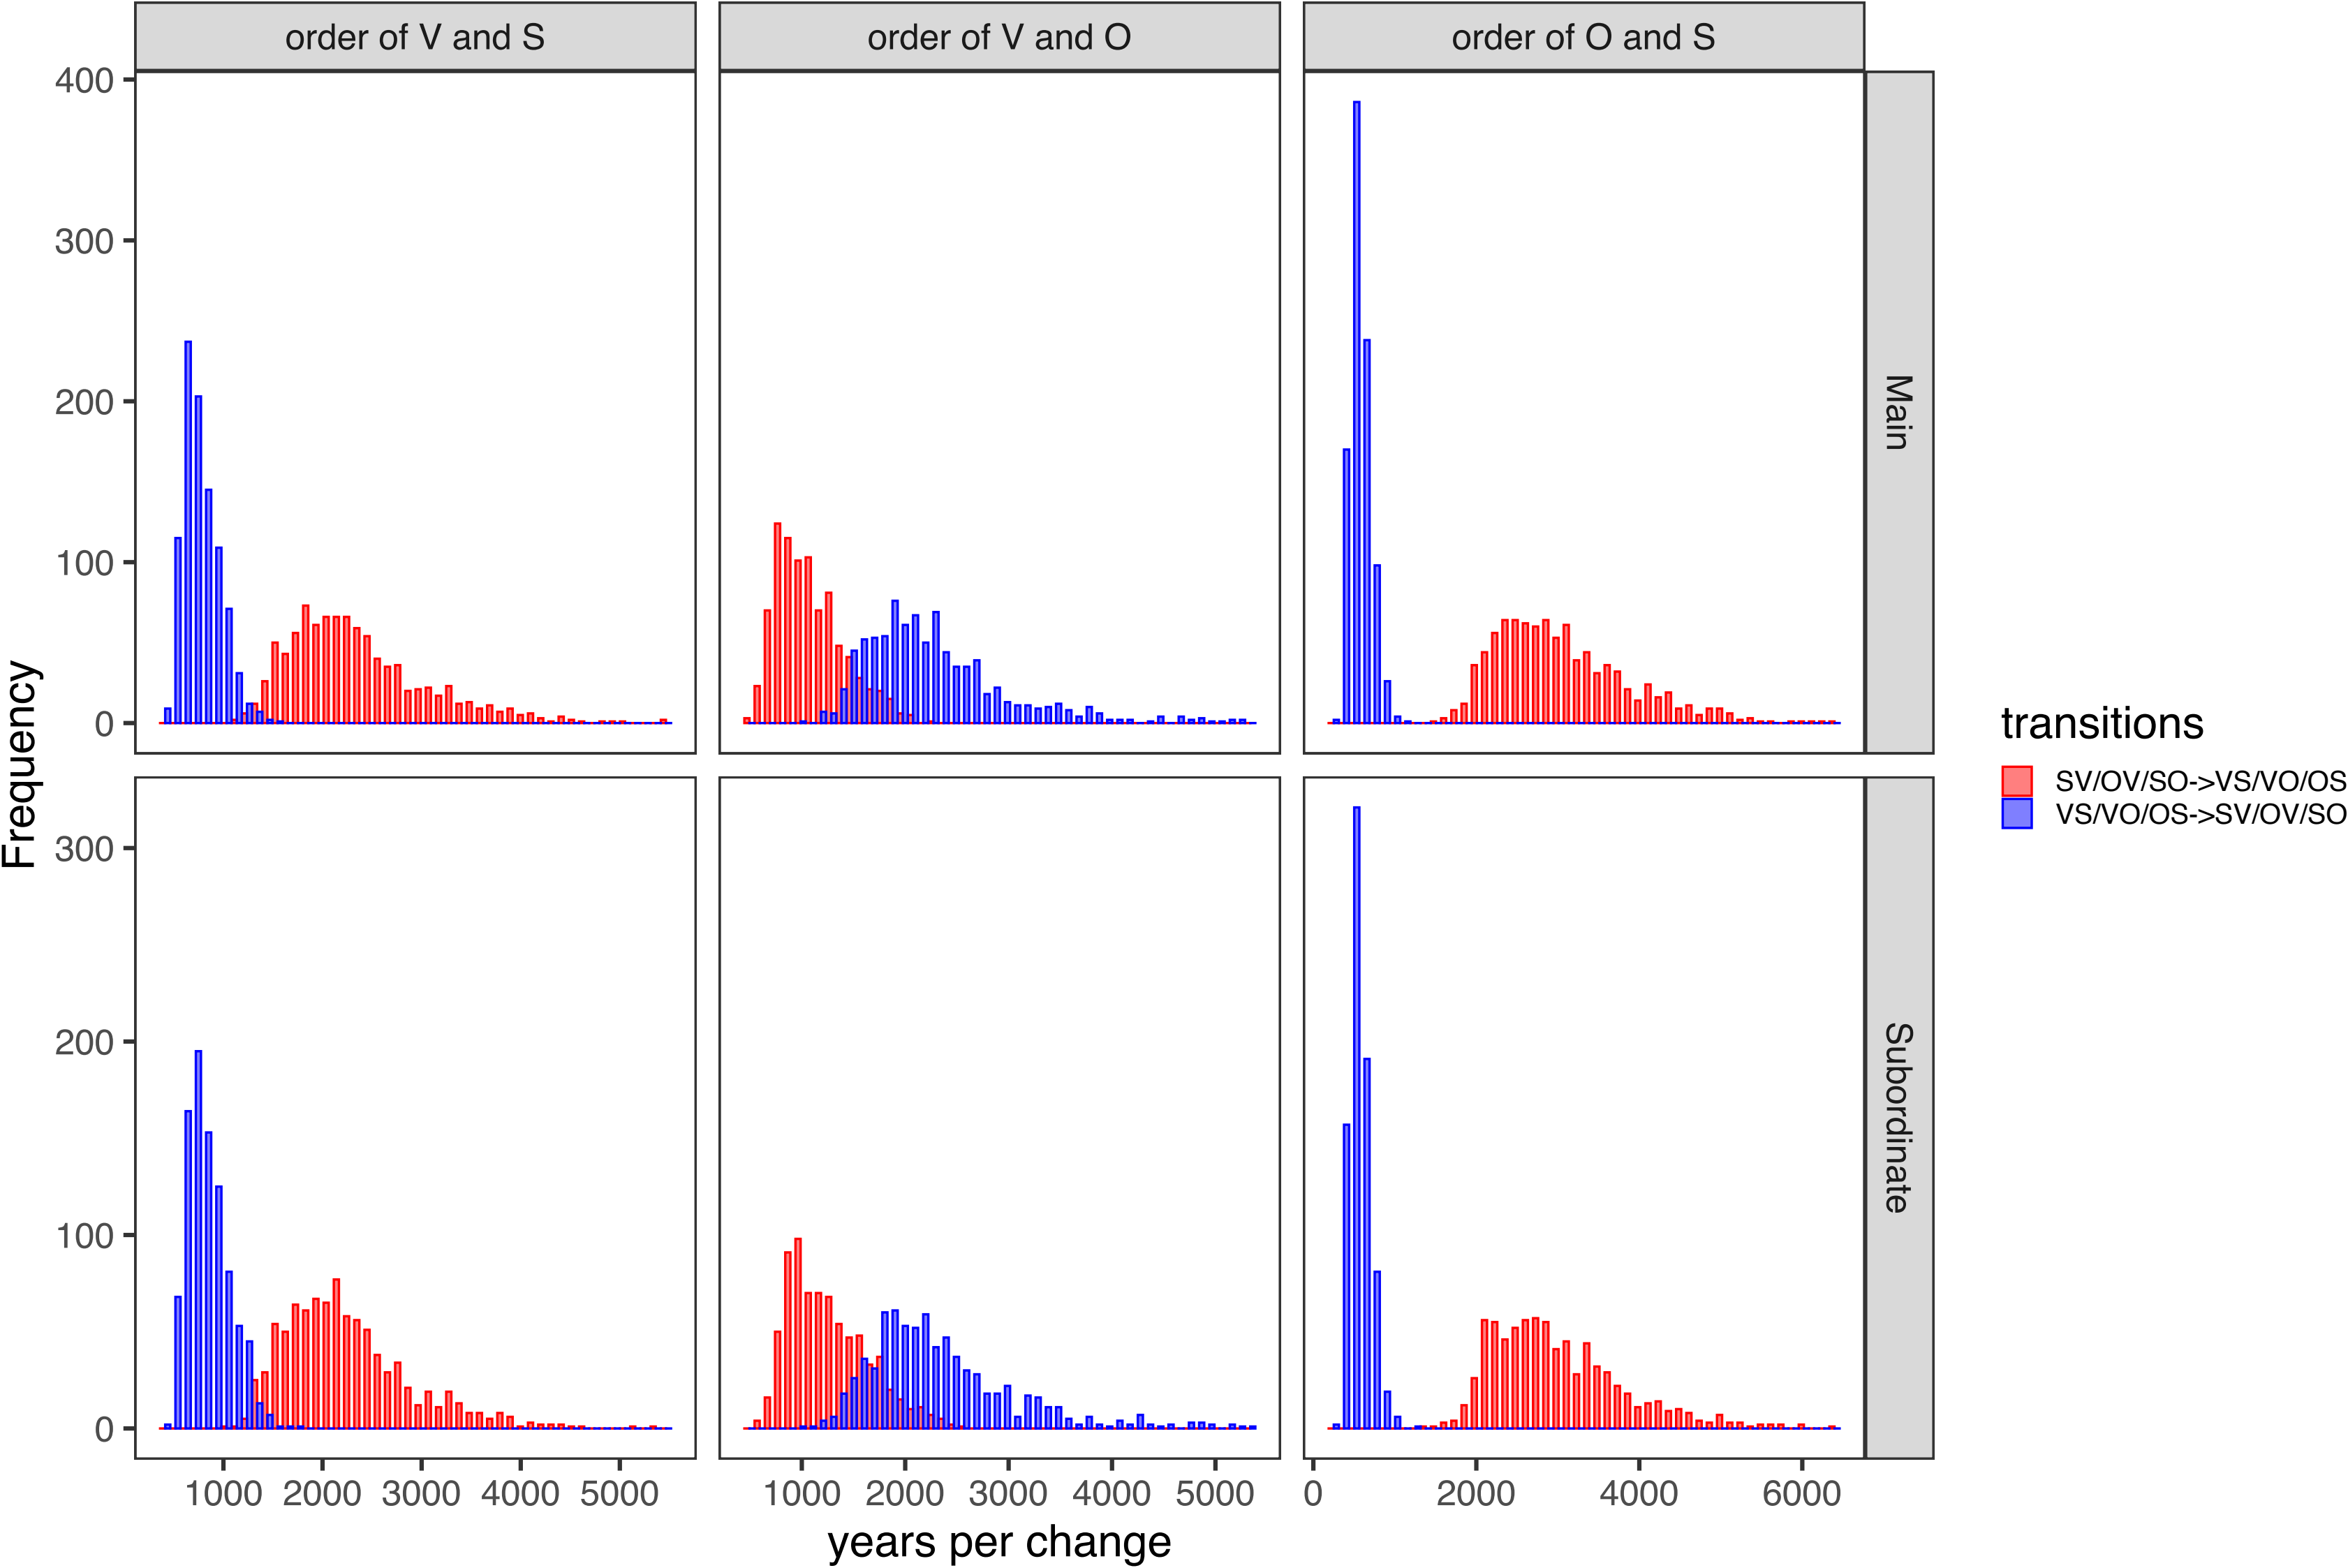 order of V and S
order of V and O
order of O and S
400
300
200
100
0
Main
Frequency
transitions
SV/OV/SO->VS/VO/OS
VS/VO/OS->SV/OV/SO
300
200
100
0
Subordinate
1000 2000 3000 4000 5000
1000 2000 3000 4000 5000
0 2000 4000 6000
years per change